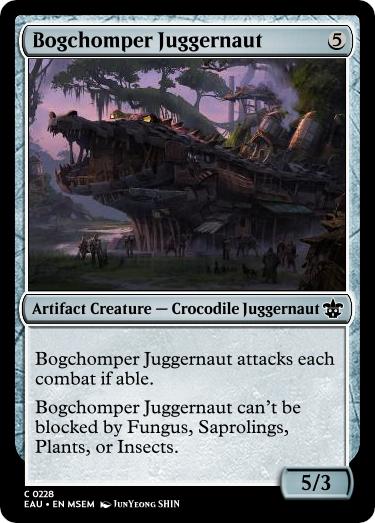 Bogchomper Juggernaut 5
Artifact Creature — Crocodile Juggernaut
Bogchomper Juggernaut attacks each
combat if able.
Bogchomper Juggernaut can't be
blocked by Fungus, Saprolings,
Plants, or Insects.
5/3
C 0228
EAU • EN MSEM JunYeong SHIN